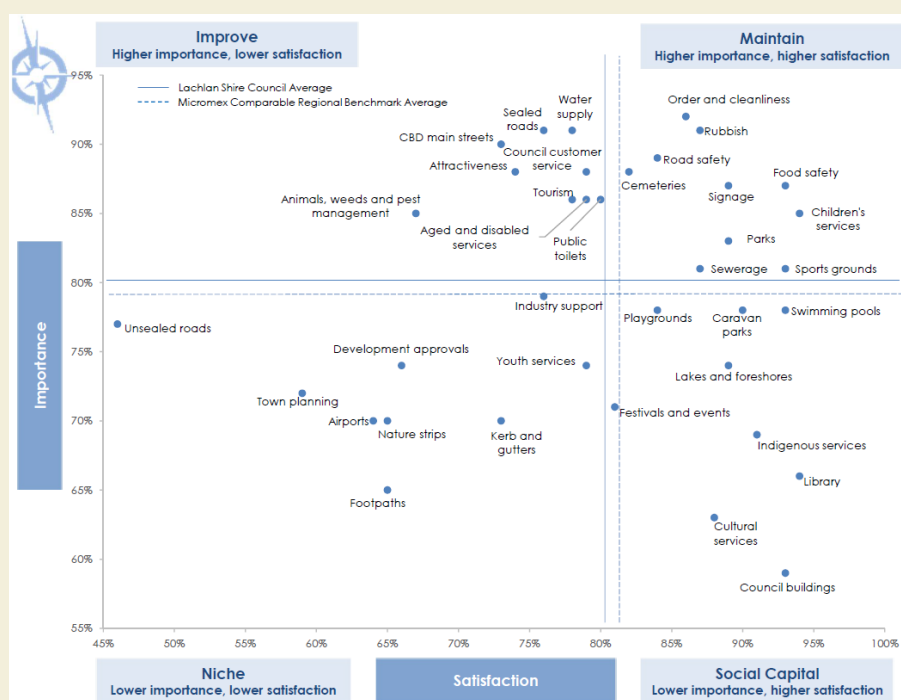 Improve
Higher importance, lower satisfaction
Maintain
Higher importance, higher satisfaction
95%
Lachlan Shire Council Average
Micromex Comparable Regional Benchmark Average
Order and cleanliness
Water
supply
Sealed
roads
Rubbish
90%
CBD main streets
Council customer
service
Attractiveness
Road safety
Cemeteries
Food safety
Signage
Animals, weeds and
pest management
Tourism
85%
Children's
services
Aged and disabled
services
Public
toilets
Parks
Sewerage
Sports grounds
80%
Industry support
Unsealed roads
Playgrounds
Caravan
parks
Swimming pools
75%
Development approvals
Youth services
Lakes and foreshores
Town planning
Festivals and events
70%
Airports
Nature strips
Kerb and
gutters
Indigenous services
65%
Footpaths
Library
Cultural
services
60%
Council buildings
55%
Importance
45%
50%
55%
60%
65%
70%
75%
80%
85%
90%
95%
100%
Niche
Lower importance, lower satisfaction
Satisfaction
Social Capital
Lower importance, higher satisfaction